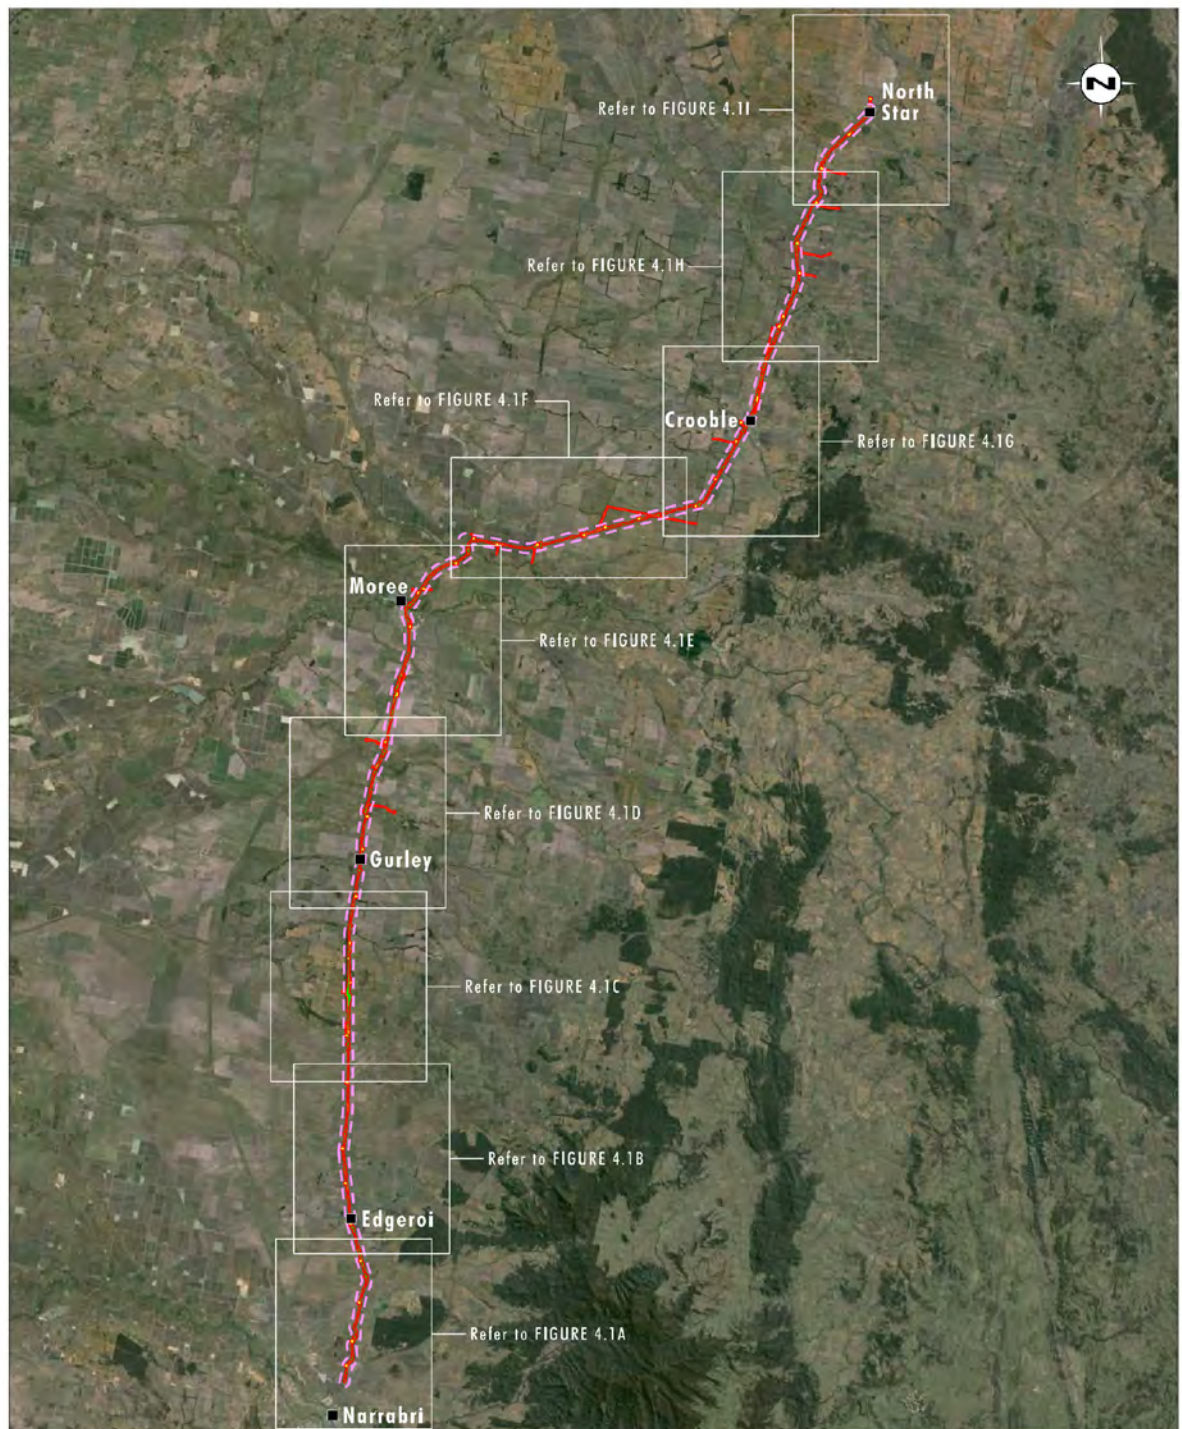 North
Star
N
Refer to FIGURE 4.1I
Refer to FIGURE 4.1H
Refer to FIGURE 4.1F
Crooble
Refer to FIGURE 4.1G
Moree
Refer to FIGURE 4.1E
Refer to FIGURE 4.1D
Gurley
Refer to FIGURE 4.1C
Refer to FIGURE 4.1B
Edgeroi
Refer to FIGURE 4.1A
Narrabri